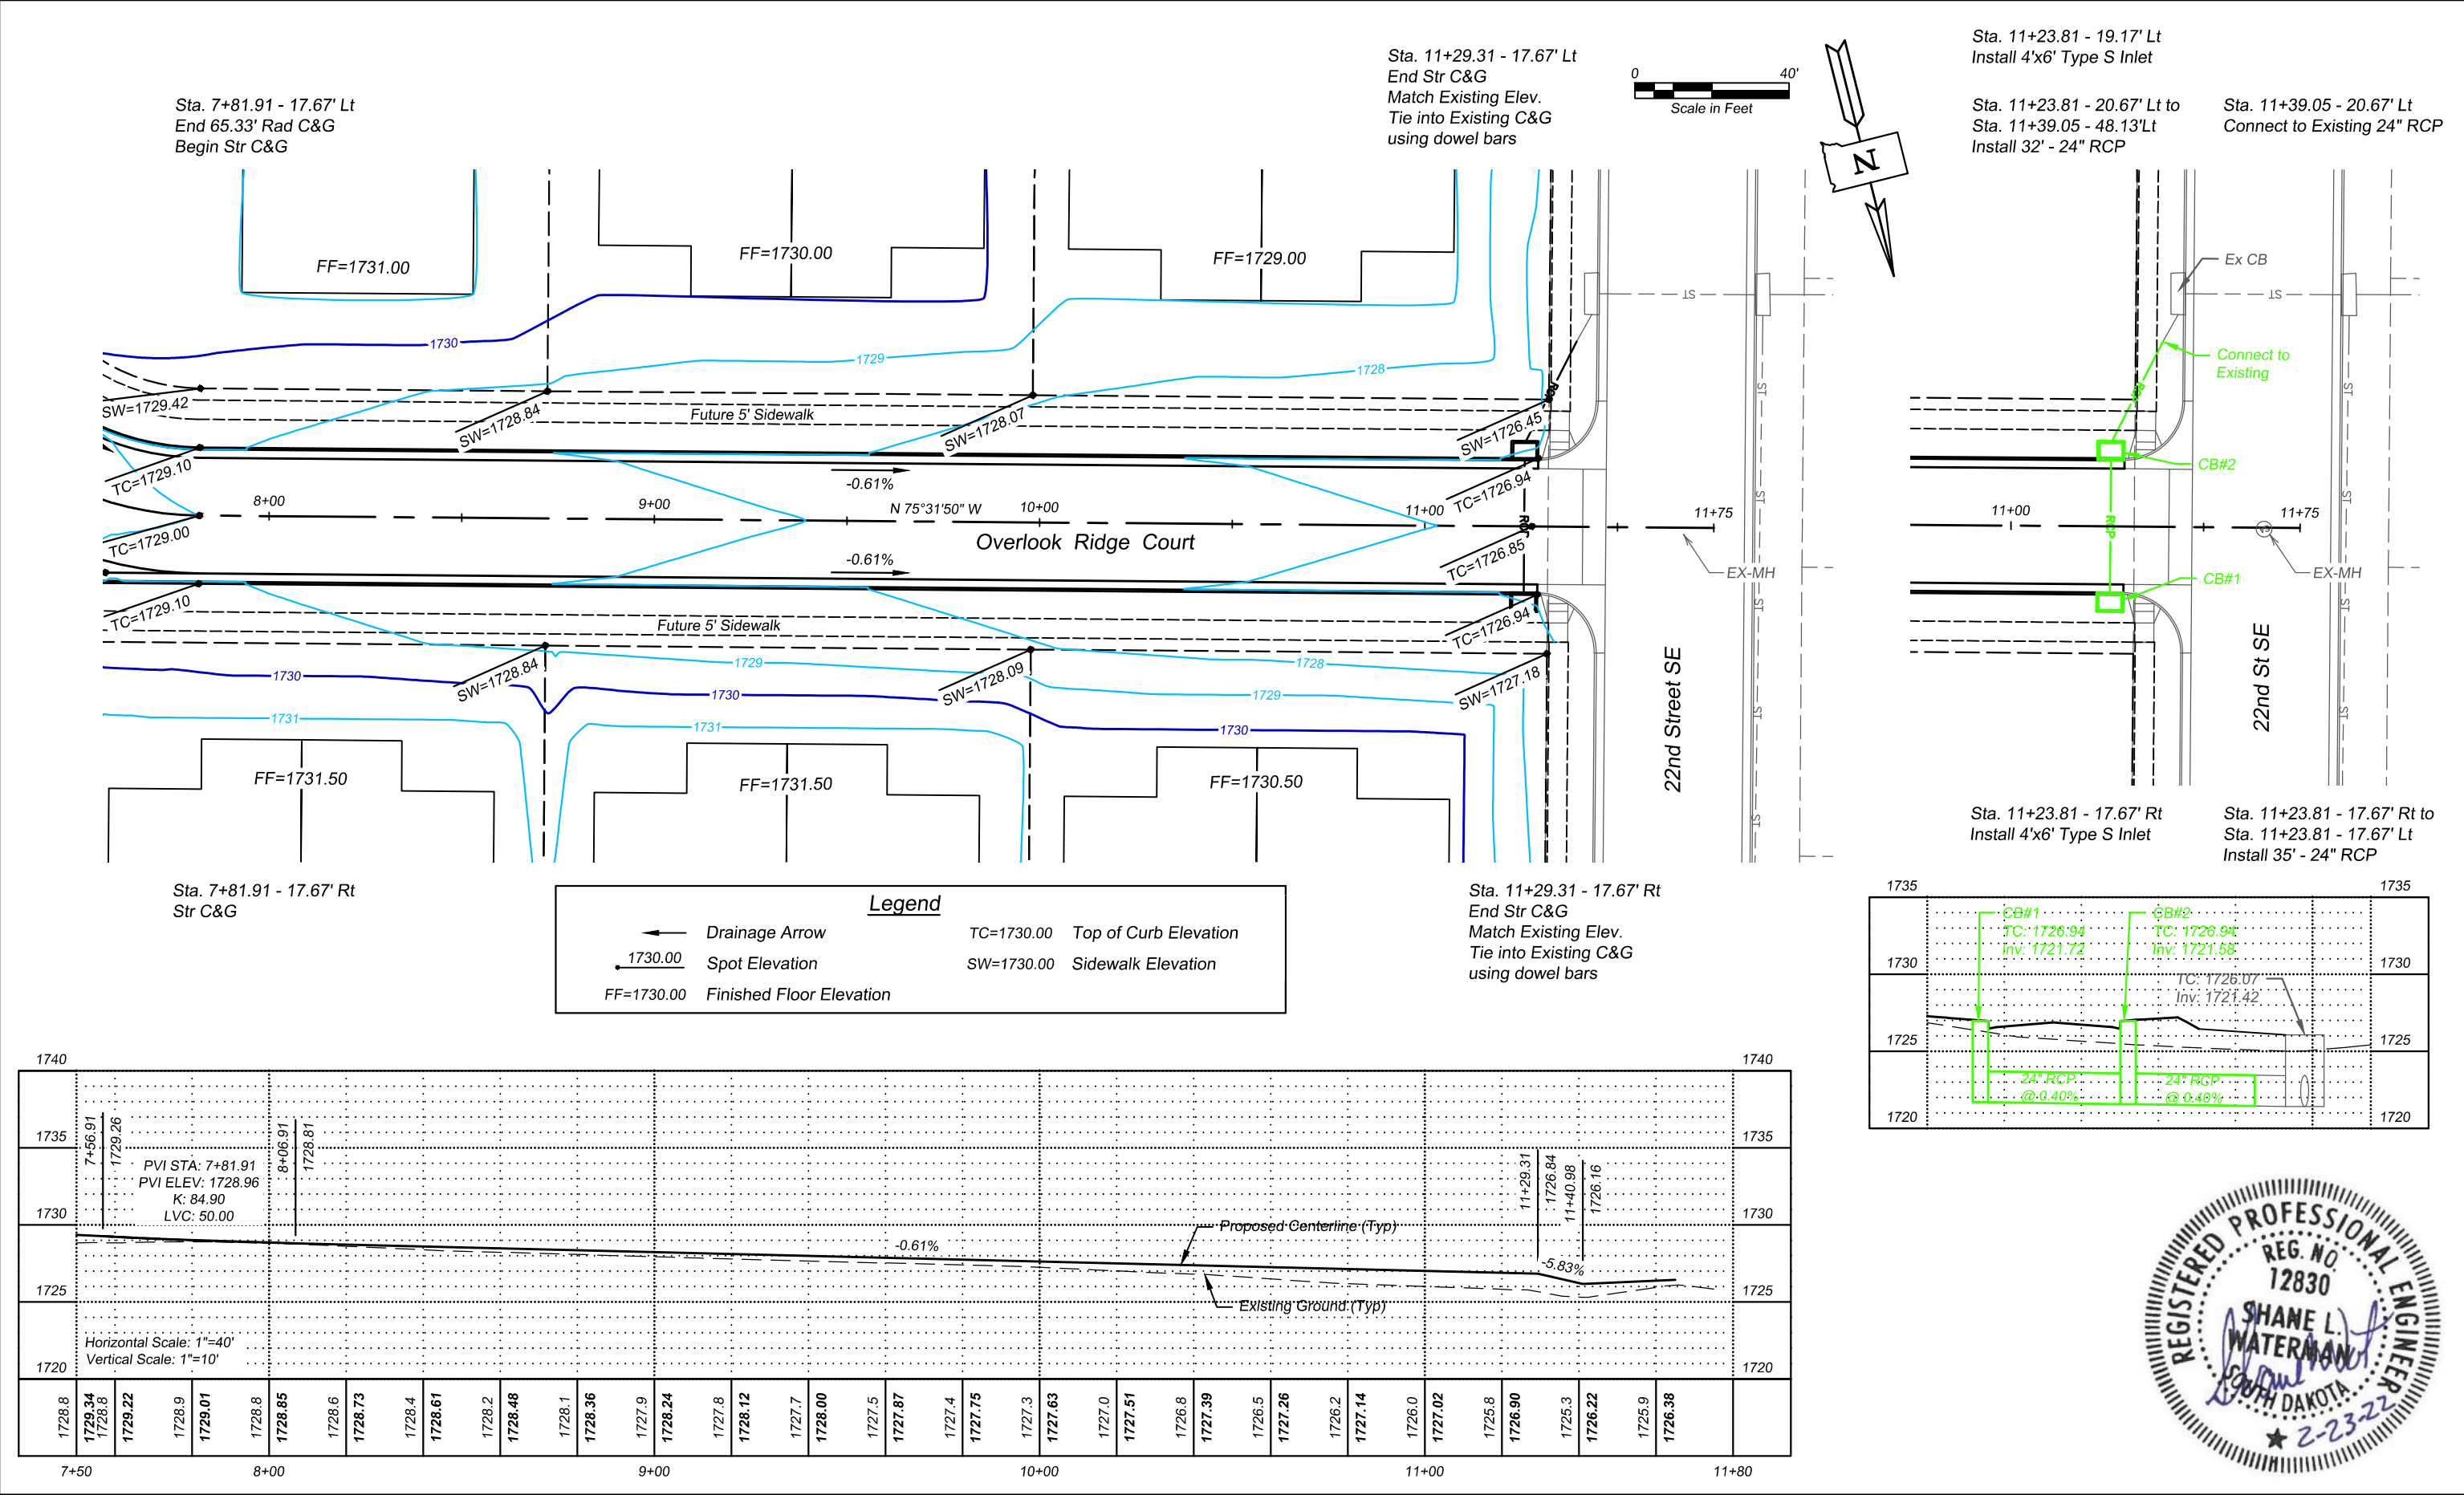 Sta. 7+81.91 - 17.67' Lt
End 65.33' Rad C&G
Begin Str C&G
Sta. 11+29.31 - 17.67' Lt
End Str C&G
Match Existing Elev.
Tie into Existing C&G
using dowel bars
0 40'
Scale in Feet
N
Sta. 11+23.81 - 19.17' Lt
Install 4'x6' Type S Inlet
Sta. 11+23.81 - 20.67' Lt to
Sta. 11+39.05 - 48.13'Lt
Install 32' - 24" RCP
Sta. 11+39.05 - 20.67' Lt
Connect to Existing 24" RCP
FF=1731.00
FF=1730.00
FF=1729.00
1730
1729
1728
SW=1729.42
SW=1728.84
Future 5' Sidewalk
SW=1728.07
SW=1726.45
TC=1729.10
-0.61%
TC=1726.94
8+00
9+00
N 75°31'50" W
10+00
11+00
11+75
TC=1729.00
Overlook Ridge Court
TC=1726.85
-0.61%
EX-MH
TC=1729.10
Future 5' Sidewalk
TC=1726.94
SW=1728.84
1729
SW=1728.09
1728
SW=1727.18
1730
1730
1729
1731
1731
1730
FF=1731.50
FF=1731.50
FF=1730.50
22nd Street SE
ST
ST
ST
ST
ST
Ex CB
ST
Connect to
Existing
ST
CB#2
ST
11+00
RCP
11+75
EX-MH
CB#1
ST
ST
22nd St SE
Sta. 7+81.91 - 17.67' Rt
Str C&G
Legend
Drainage Arrow
TC=1730.00 Top of Curb Elevation
1730.00 Spot Elevation
SW=1730.00 Sidewalk Elevation
FF=1730.00 Finished Floor Elevation
Sta. 11+29.31 - 17.67' Rt
End Str C&G
Match Existing Elev.
Tie into Existing C&G
using dowel bars
Sta. 11+23.81 - 17.67' Rt
Install 4'x6' Type S Inlet
Sta. 11+23.81 - 17.67' Rt to
Sta. 11+23.81 - 17.67' Lt
Install 35' - 24" RCP
1735 1735
CB#1
TC: 1726.94
Inv: 1721.72
CB#2
TC: 1726.94
Inv: 1721.58
1730 1730
TC: 1726.07
Inv: 1721.42
1725 1725
24" RCP
@ 0.40%
24" RCP
@ 0.40%
1720 1720
1740 1740
1735 1735
7+56.91
1729.26
PVI STA: 7+81.91
PVI ELEV: 1728.96
K: 84.90
LVC: 50.00
8+06.91
1728.81
11+29.31
1726.84
11+40.98
1726.16
1730 1730
Proposed Centerline (Typ)
-0.61%
-5.83%
1725 1725
Existing Ground (Typ)
Horizontal Scale: 1"=40'
Vertical Scale: 1"=10'
1720 1720
1728.8
1729.34
1728.8
1729.22
1728.9
1729.01
1728.8
1728.85
1728.6
1728.73
1728.4
1728.61
1728.2
1728.48
1728.1
1728.36
1727.9
1728.24
1727.8
1728.12
1727.7
1728.00
1727.5
1727.87
1727.4
1727.75
1727.3
1727.63
1727.0
1727.51
1726.8
1727.39
1726.5
1727.26
1726.2
1727.14
1726.0
1727.02
1725.8
1726.90
1725.3
1726.22
1725.9
1726.38
7+50 8+00 9+00 10+00 11+00 11+80
REGISTERED PROFESSIONAL ENGINEER
REG. NO.
12830
SHANE L.
WATERMAN
SOUTH DAKOTA
2-23-22